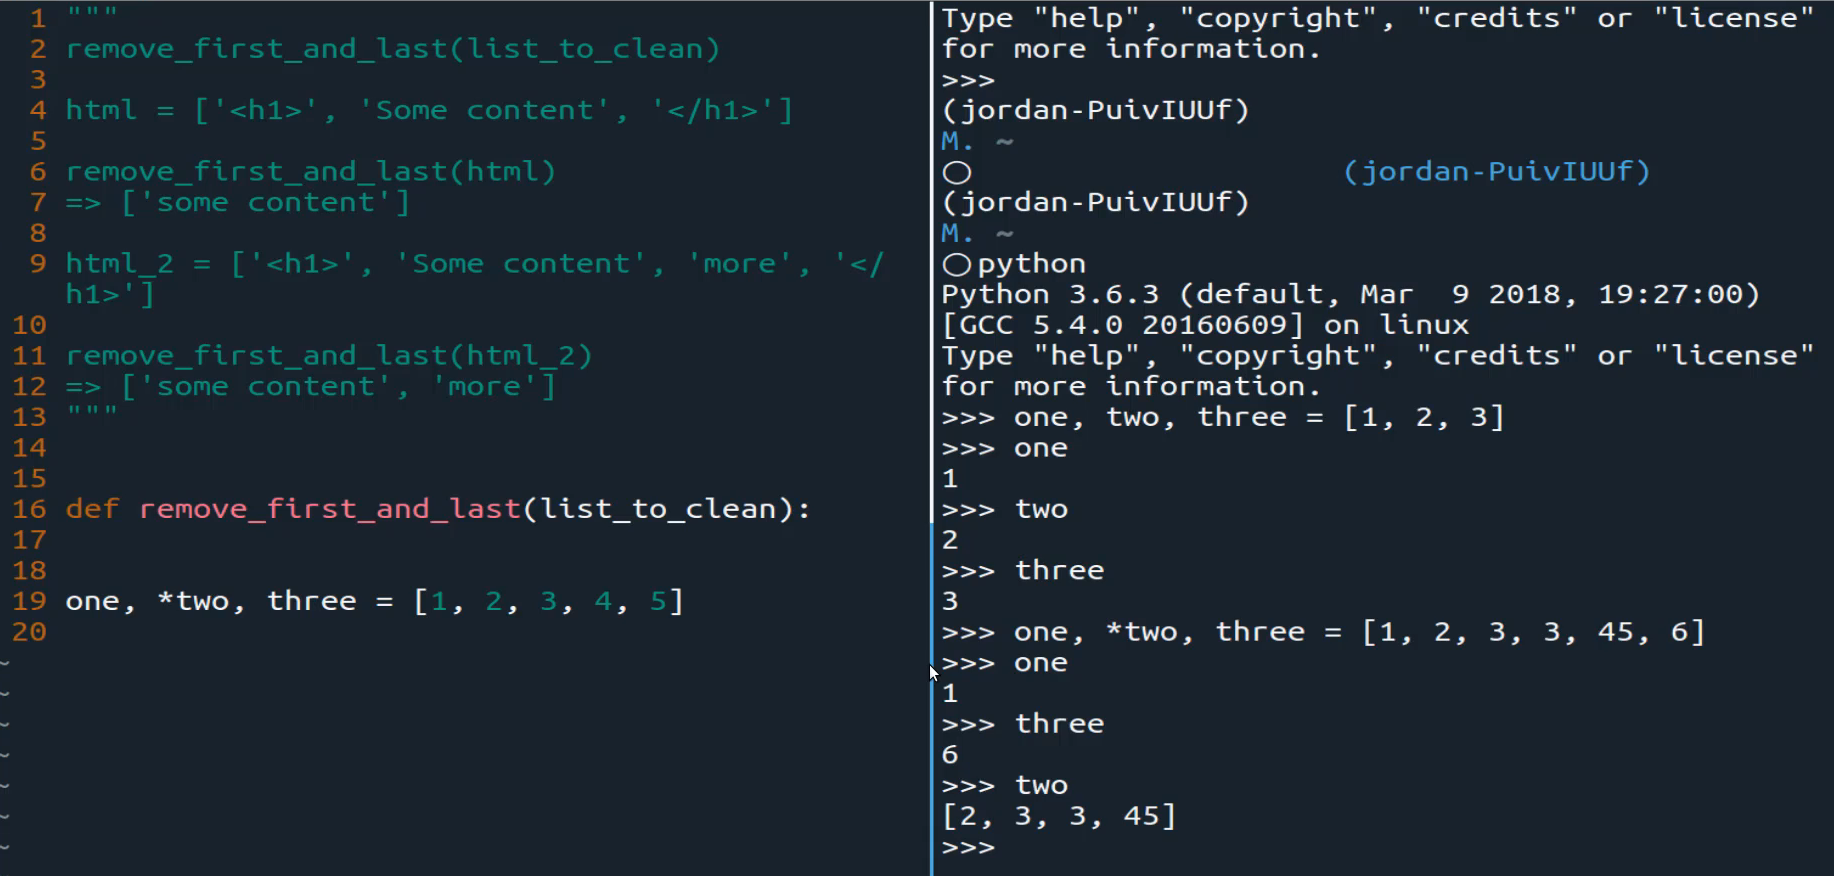 1 """
2 remove_first_and_last(list_to_clean)
3
4 html = ['<h1>', 'Some content', '</h1>']
5
6 remove_first_and_last(html)
7 => ['some content']
8
9 html_2 = ['<h1>', 'Some content', 'more', '</
h1>']
10
11 remove_first_and_last(html_2)
12 => ['some content', 'more']
13 """
14
15
16 def remove_first_and_last(list_to_clean):
17
18
19 one, *two, three = [1, 2, 3, 4, 5]
20
~
~
~
~
~
~
~
Type "help", "copyright", "credits" or "license"
for more information.
>>>
(jordan-PuivIUUf)
M. ~
○ (jordan-PuivIUUf)
(jordan-PuivIUUf)
M. ~
○python
Python 3.6.3 (default, Mar  9 2018, 19:27:00)
[GCC 5.4.0 20160609] on linux
Type "help", "copyright", "credits" or "license"
for more information.
>>> one, two, three = [1, 2, 3]
>>> one
1
>>> two
2
>>> three
3
>>> one, *two, three = [1, 2, 3, 3, 45, 6]
>>> one
1
>>> three
6
>>> two
[2, 3, 3, 45]
>>>